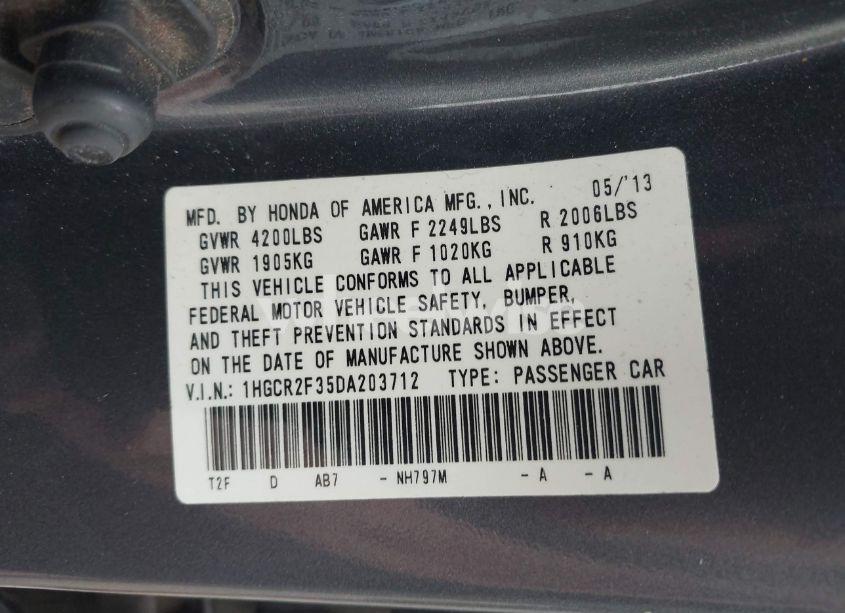 MFD. BY HONDA OF AMERICA MFG., INC. 05/'13
GVWR 4200LBS GAWR F 2249LBS R 2006LBS
GVWR 1905KG GAWR F 1020KG R 910KG
THIS VEHICLE CONFORMS TO ALL APPLICABLE
FEDERAL MOTOR VEHICLE SAFETY, BUMPER,
AND THEFT PREVENTION STANDARDS IN EFFECT
ON THE DATE OF MANUFACTURE SHOWN ABOVE.
V.I.N.: 1HGCR2F35DA203712 TYPE: PASSENGER CAR
T2F D AB7 - NH797M - A - A